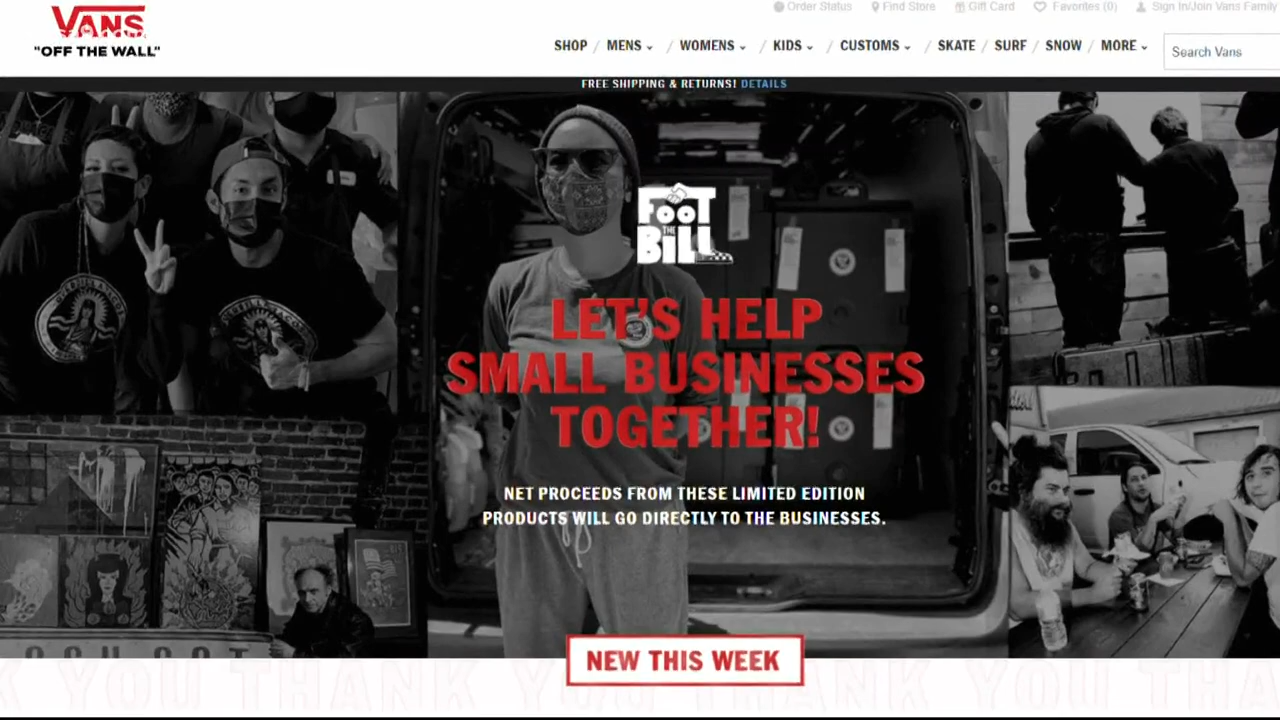 VANS
"OFF THE WALL"
Order Status
Find Store
Gift Card
Favorites (0)
Sign In/Join Vans Family
SHOP / MENS / WOMENS / KIDS / CUSTOMS / SKATE / SURF / SNOW / MORE
Search Vans
FREE SHIPPING & RETURNS! DETAILS
FOOT
THE
BILL
LET'S HELP
SMALL BUSINESSES
TOGETHER!
NET PROCEEDS FROM THESE LIMITED EDITION
PRODUCTS WILL GO DIRECTLY TO THE BUSINESSES.
NEW THIS WEEK
YOU THANK YOU THANK YOU